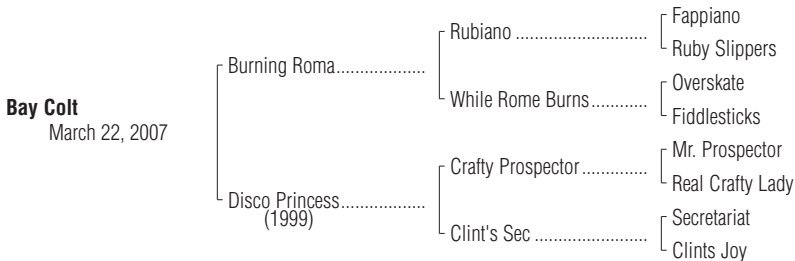 Fappiano
Rubiano ............................
Ruby Slippers
Burning Roma...................
Overskate
While Rome Burns............
Fiddlesticks
Bay Colt
March 22, 2007
Mr. Prospector
Crafty Prospector ..............
Real Crafty Lady
Disco Princess..................
(1999)
Secretariat
Clint's Sec ........................
Clints Joy